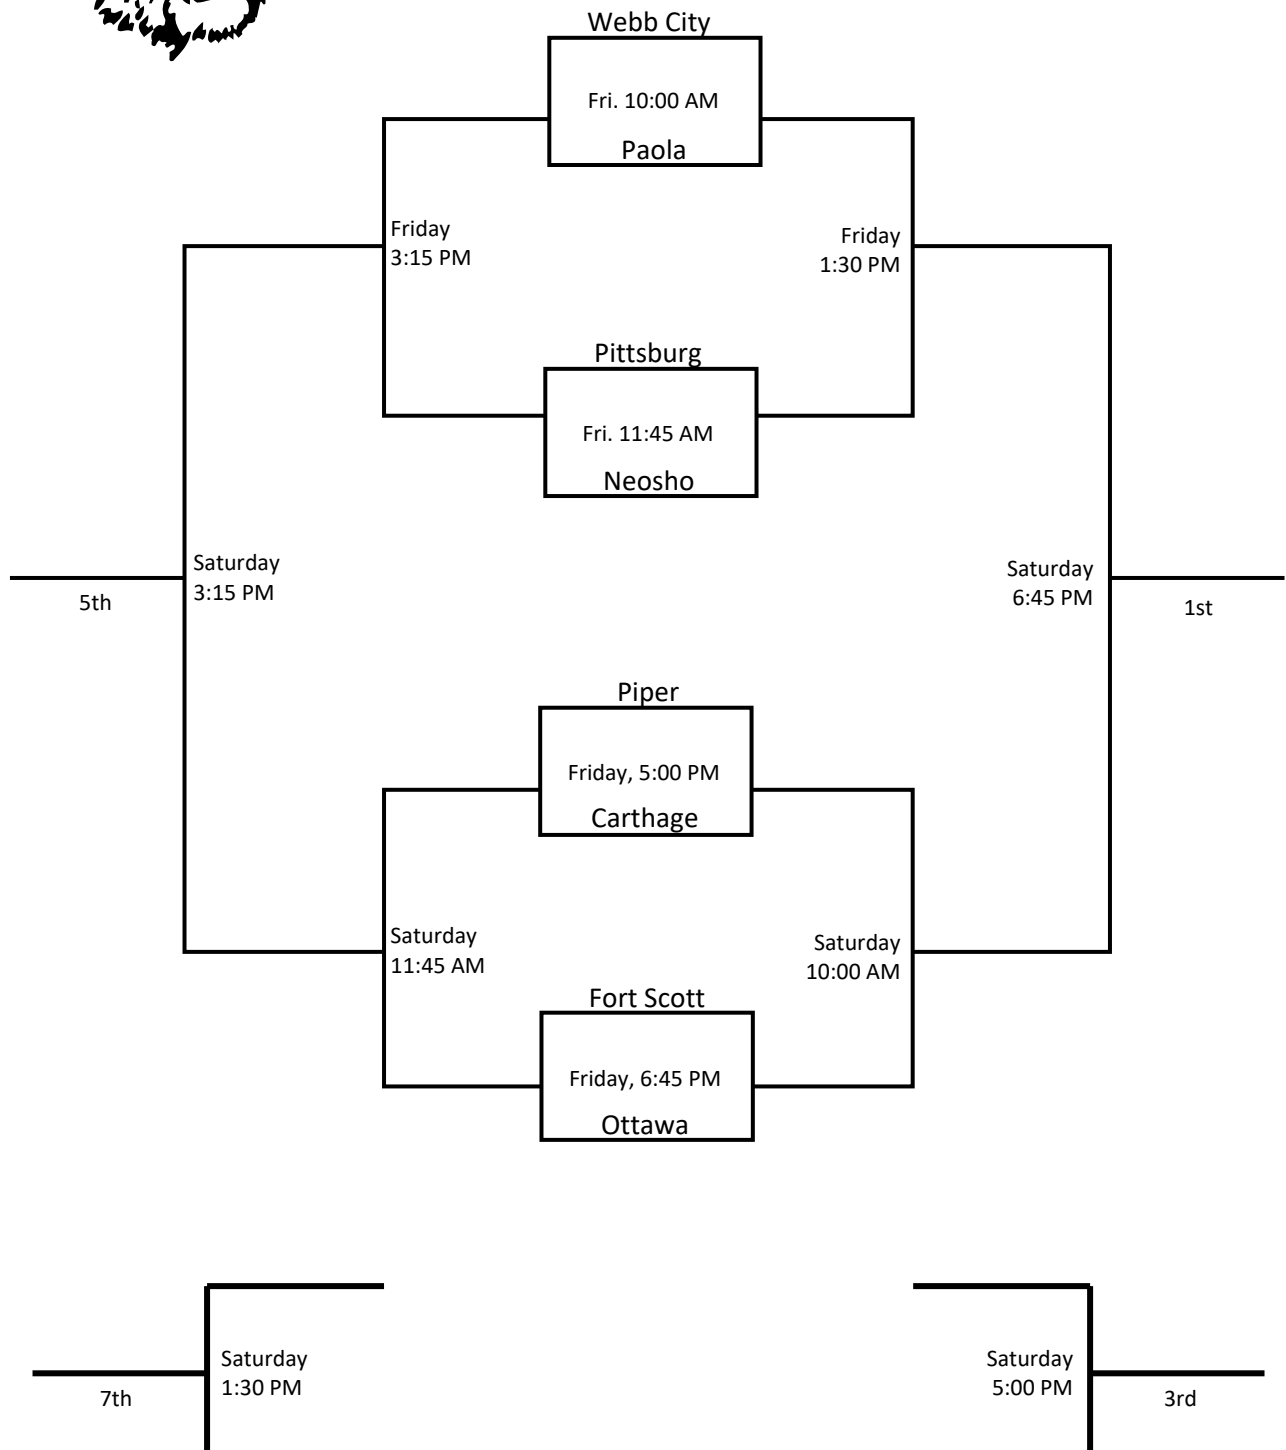 Webb City
Fri. 10:00 AM
Paola
Friday
3:15 PM
Friday
1:30 PM
Pittsburg
Fri. 11:45 AM
Neosho
Saturday
3:15 PM
5th
Saturday
6:45 PM
1st
Piper
Friday, 5:00 PM
Carthage
Saturday
11:45 AM
Saturday
10:00 AM
Fort Scott
Friday, 6:45 PM
Ottawa
Saturday
1:30 PM
7th
Saturday
5:00 PM
3rd